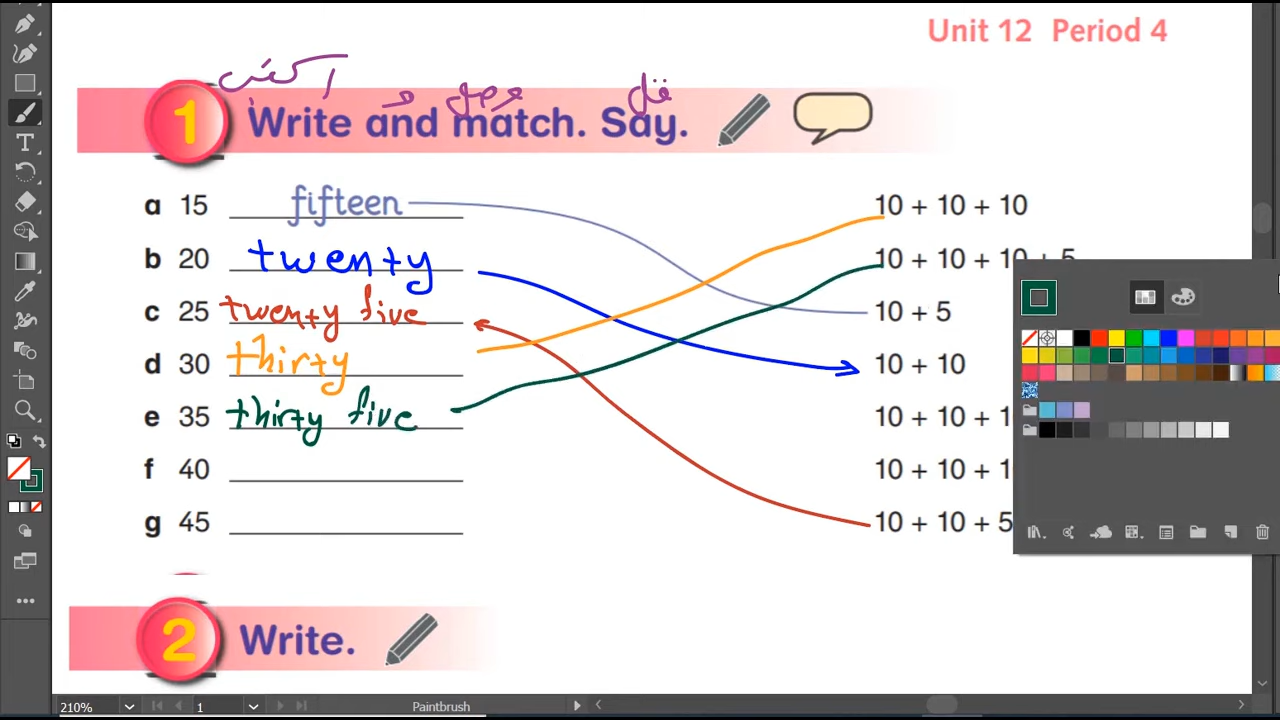 Unit 12 Period 4
اكتب و وصل قل
1 Write and match. Say.
a 15 fifteen 10 + 10 + 10
b 20 twenty 10 + 10 + 10 + 5
c 25 twenty five 10 + 5
d 30 thirty 10 + 10
e 35 thirty five 10 + 10 +
f 40 10 + 10 +
g 45 10 + 10 + 5
2 Write.
210% 1 Paintbrush